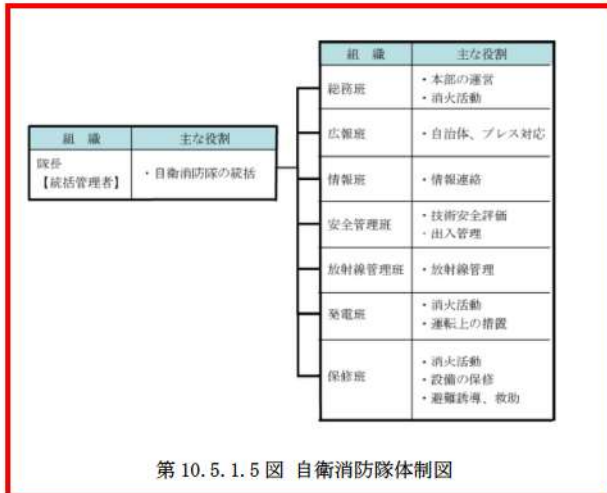 組織 主な役割
隊長
【統括管理者】
・自衛消防隊の統括
組織 主な役割
総務班
・本部の運営
・消火活動
広報班
・自治体、プレス対応
情報班
・情報連絡
安全管理班
・技術安全評価
・出入管理
放射線管理班
・放射線管理
発電班
・消火活動
・運転上の措置
保修班
・消火活動
・設備の保修
・避難誘導、救助
第 10.5.1.5 図 自衛消防隊体制図